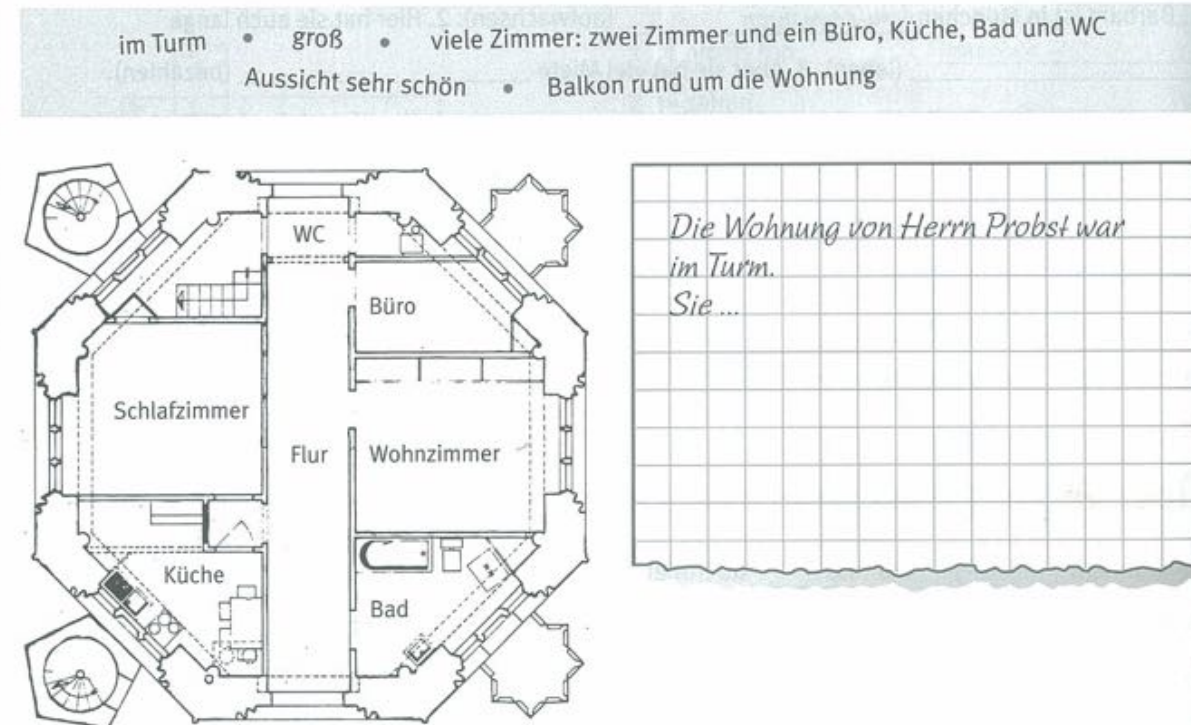 im Turm • groß • viele Zimmer: zwei Zimmer und ein Büro, Küche, Bad und WC
Aussicht sehr schön • Balkon rund um die Wohnung
WC
Büro
Schlafzimmer
Flur
Wohnzimmer
Küche
Bad
Die Wohnung von Herrn Probst war
im Turm.
Sie ...